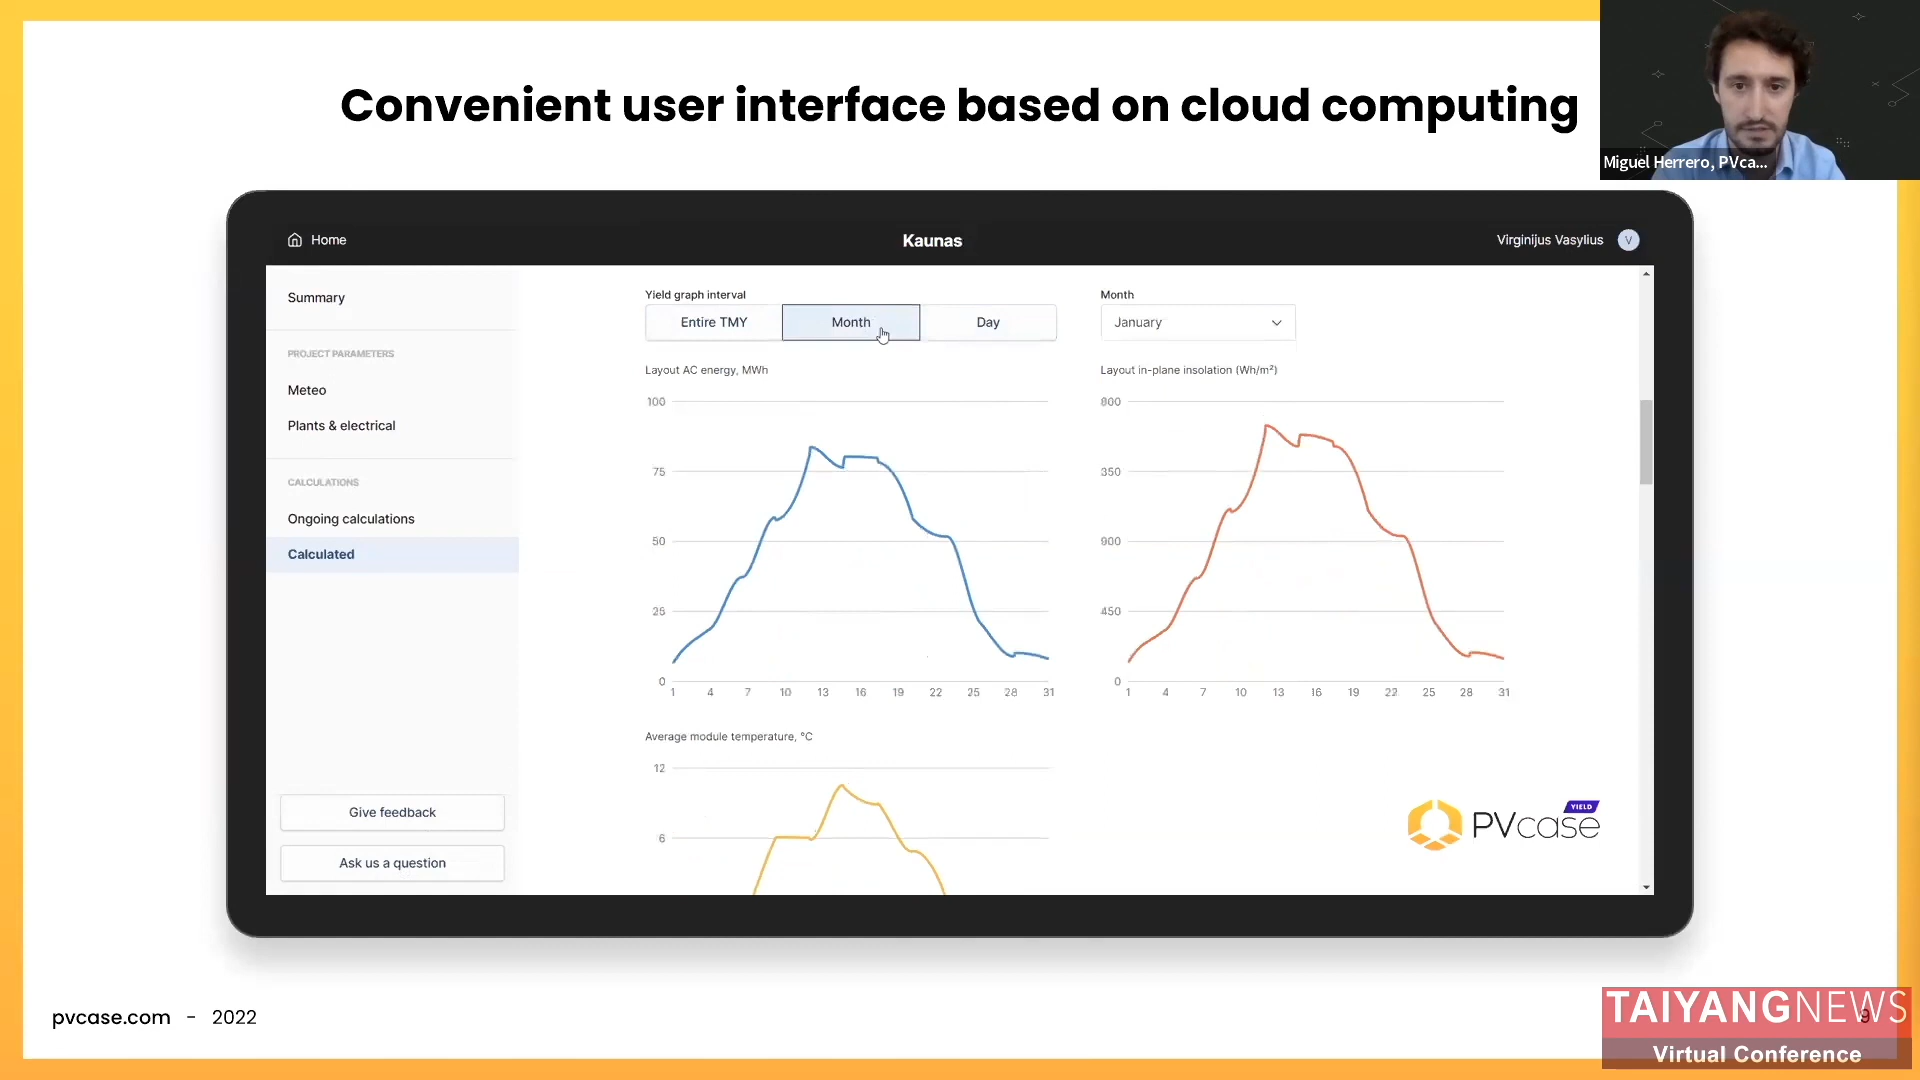 Convenient user interface based on cloud computing
Miguel Herrero, PVca...
Home
Kaunas
Virginijus Vasylius
V
Summary
PROJECT PARAMETERS
Meteo
Plants & electrical
CALCULATIONS
Ongoing calculations
Calculated
Give feedback
Ask us a question
Yield graph interval
Entire TMY
Month
Day
Month
January
Layout AC energy, MWh
100
75
50
25
0
1 4 7 10 13 16 19 22 25 28 31
Layout in-plane insolation (Wh/m²)
800
350
900
450
0
1 4 7 10 13 16 19 22 25 28 31
Average module temperature, °C
12
6
YIELD
PVcase
pvcase.com - 2022
TAIYANGNEWS
9
Virtual Conference